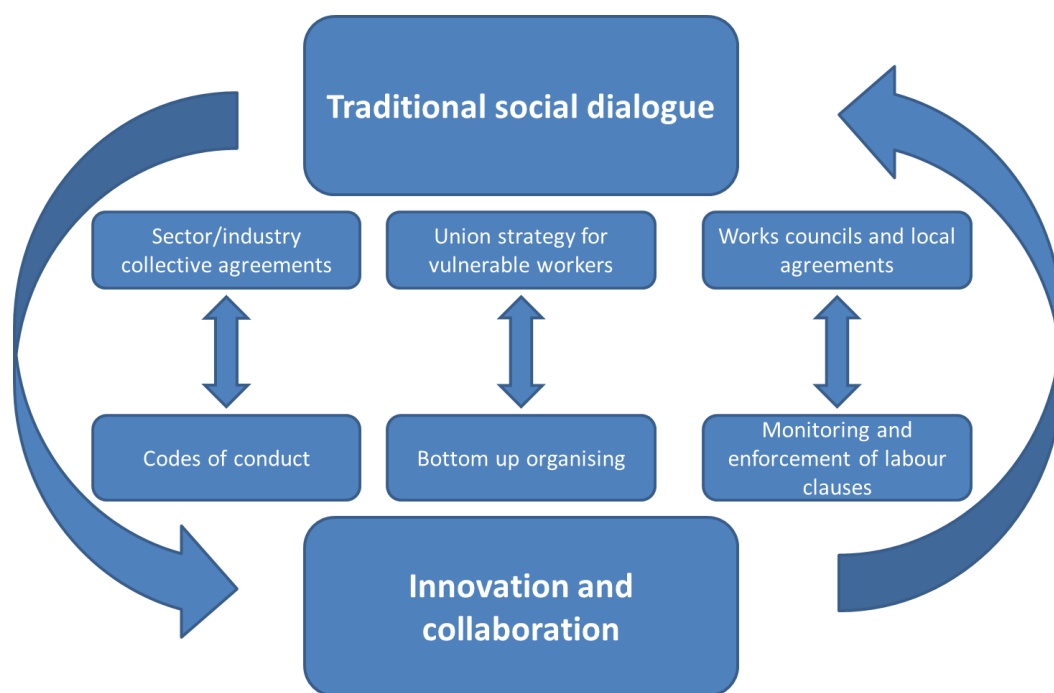 Traditional social dialogue
Sector/industry
collective agreements
Union strategy for
vulnerable workers
Works councils and local
agreements
Codes of conduct
Bottom up organising
Monitoring and
enforcement of labour
clauses
Innovation and
collaboration